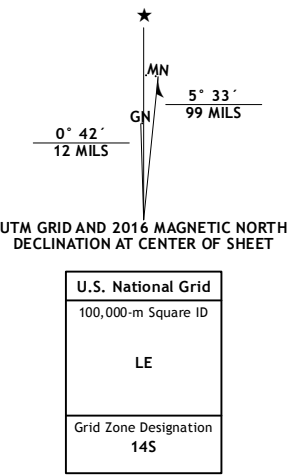 ★
MN
GN
5° 33´
99 MILS
0° 42´
12 MILS
UTM GRID AND 2016 MAGNETIC NORTH
DECLINATION AT CENTER OF SHEET
U.S. National Grid
100,000-m Square ID
LE
Grid Zone Designation
14S